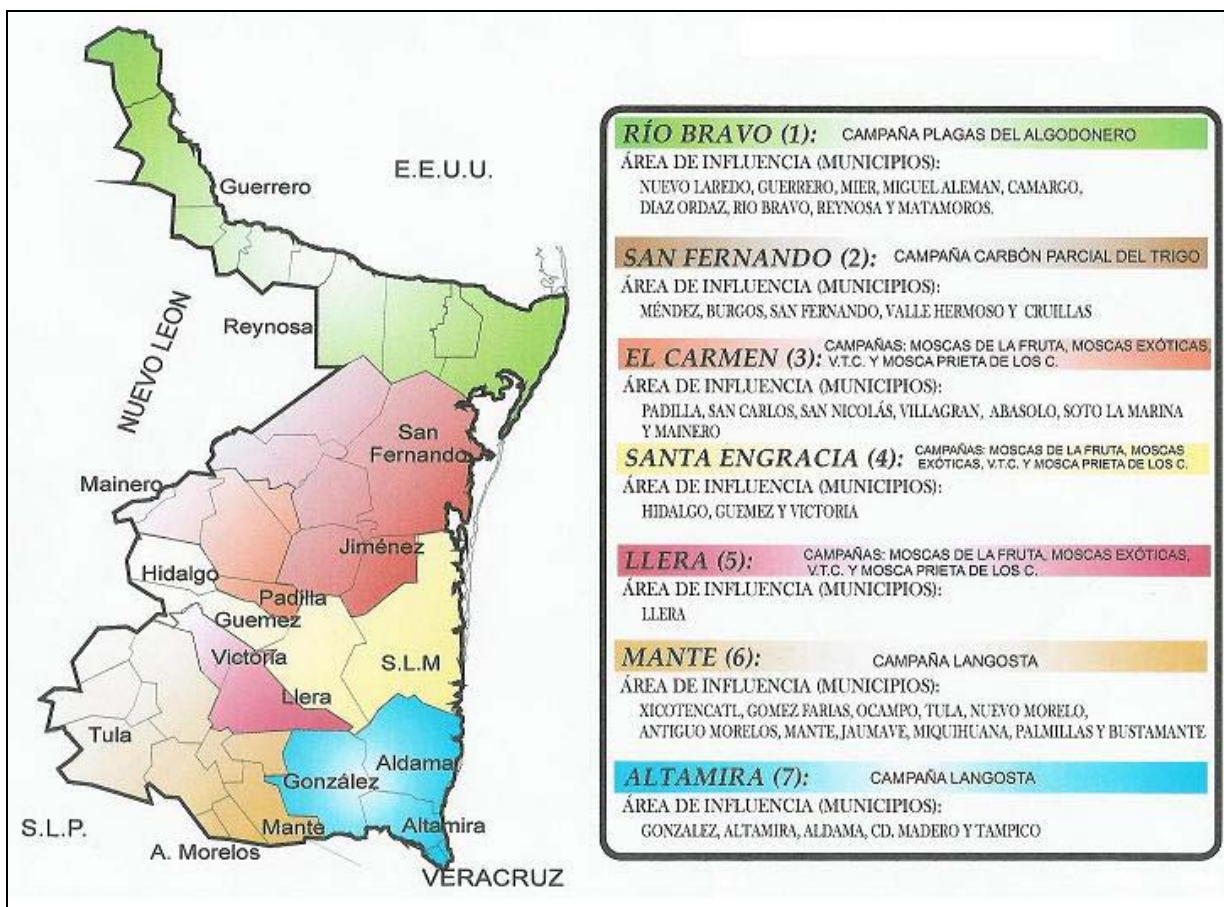 Guerrero
E.E.U.U.
Reynosa
NUEVO LEON
San
Fernando
Mainero
Jiménez
Hidalgo
Padilla
Guemez
Victoria
S.L.M
Llera
Tula
Aldama
González
Mante
Altamira
S.L.P.
A. Morelos
VERACRUZ
RÍO BRAVO (1): CAMPAÑA PLAGAS DEL ALGODONERO
ÁREA DE INFLUENCIA (MUNICIPIOS):
NUEVO LAREDO, GUERRERO, MIER, MIGUEL ALEMAN, CAMARGO,
DIAZ ORDAZ, RIO BRAVO, REYNOSA Y MATAMOROS.
SAN FERNANDO (2): CAMPAÑA CARBÓN PARCIAL DEL TRIGO
ÁREA DE INFLUENCIA (MUNICIPIOS):
MÉNDEZ, BURGOS, SAN FERNANDO, VALLE HERMOSO Y CRUILLAS
EL CARMEN (3): CAMPAÑAS: MOSCAS DE LA FRUTA, MOSCAS EXÓTICAS,
V.T.C. Y MOSCA PRIETA DE LOS C.
ÁREA DE INFLUENCIA (MUNICIPIOS):
PADILLA, SAN CARLOS, SAN NICOLÁS, VILLAGRAN, ABASOLO, SOTO LA MARINA
Y MAINERO
SANTA ENGRACIA (4): CAMPAÑAS: MOSCAS DE LA FRUTA, MOSCAS
EXÓTICAS, V.T.C. Y MOSCA PRIETA DE LOS C.
ÁREA DE INFLUENCIA (MUNICIPIOS):
HIDALGO, GUEMEZ Y VICTORIA
LLERA (5): CAMPAÑAS: MOSCAS DE LA FRUTA, MOSCAS EXÓTICAS,
V.T.C. Y MOSCA PRIETA DE LOS C.
ÁREA DE INFLUENCIA (MUNICIPIOS):
LLERA
MANTE (6): CAMPAÑA LANGOSTA
ÁREA DE INFLUENCIA (MUNICIPIOS):
XICOTENCATL, GOMEZ FARIAS, OCAMPO, TULA, NUEVO MORELO,
ANTIGUO MORELOS, MANTE, JAUMAVE, MIQUIHUANA, PALMILLAS Y BUSTAMANTE
ALTAMIRA (7): CAMPAÑA LANGOSTA
ÁREA DE INFLUENCIA (MUNICIPIOS):
GONZALEZ, ALTAMIRA, ALDAMA, CD. MADERO Y TAMPICO